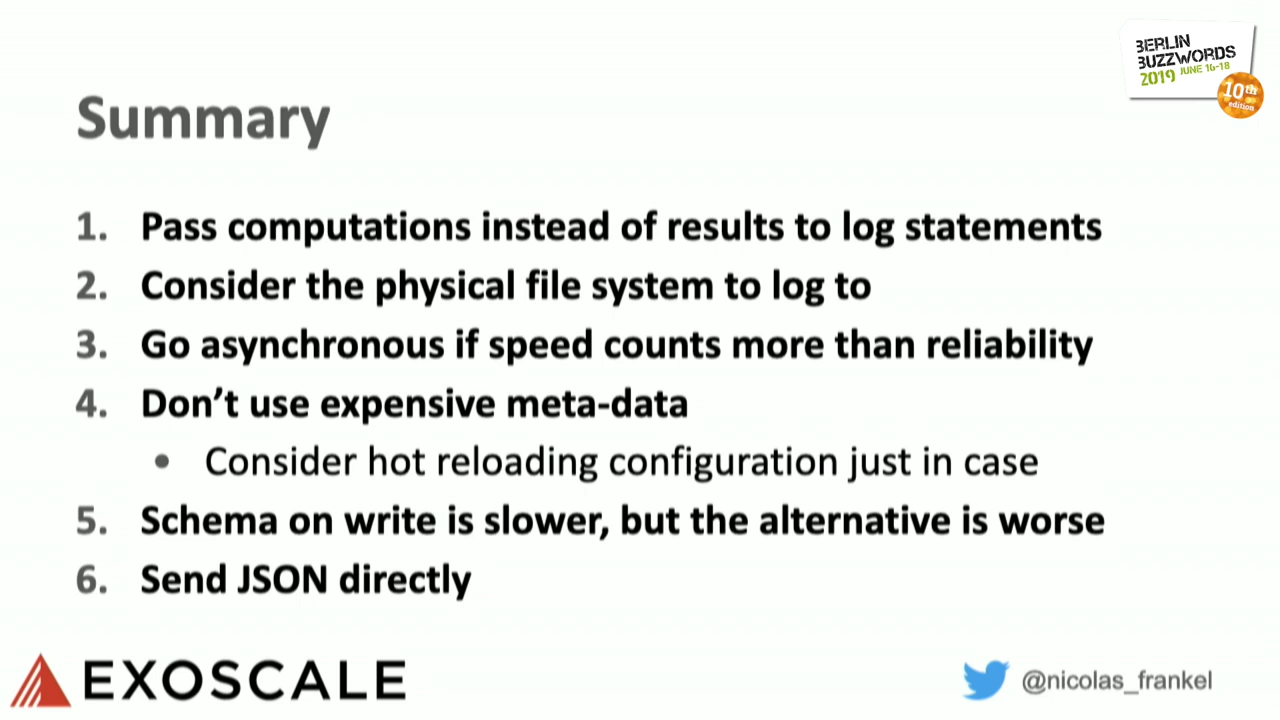 BERLIN
BUZZWORDS
2019 JUNE 16-18
10th
edition
Summary
1. Pass computations instead of results to log statements
2. Consider the physical file system to log to
3. Go asynchronous if speed counts more than reliability
4. Don’t use expensive meta-data
• Consider hot reloading configuration just in case
5. Schema on write is slower, but the alternative is worse
6. Send JSON directly
EXOSCALE
@nicolas_frankel